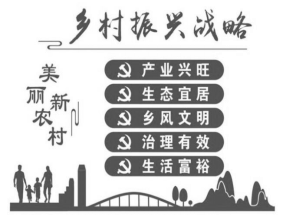 乡村振兴战略
美丽新农村
产业兴旺
生态宜居
乡风文明
治理有效
生活富裕